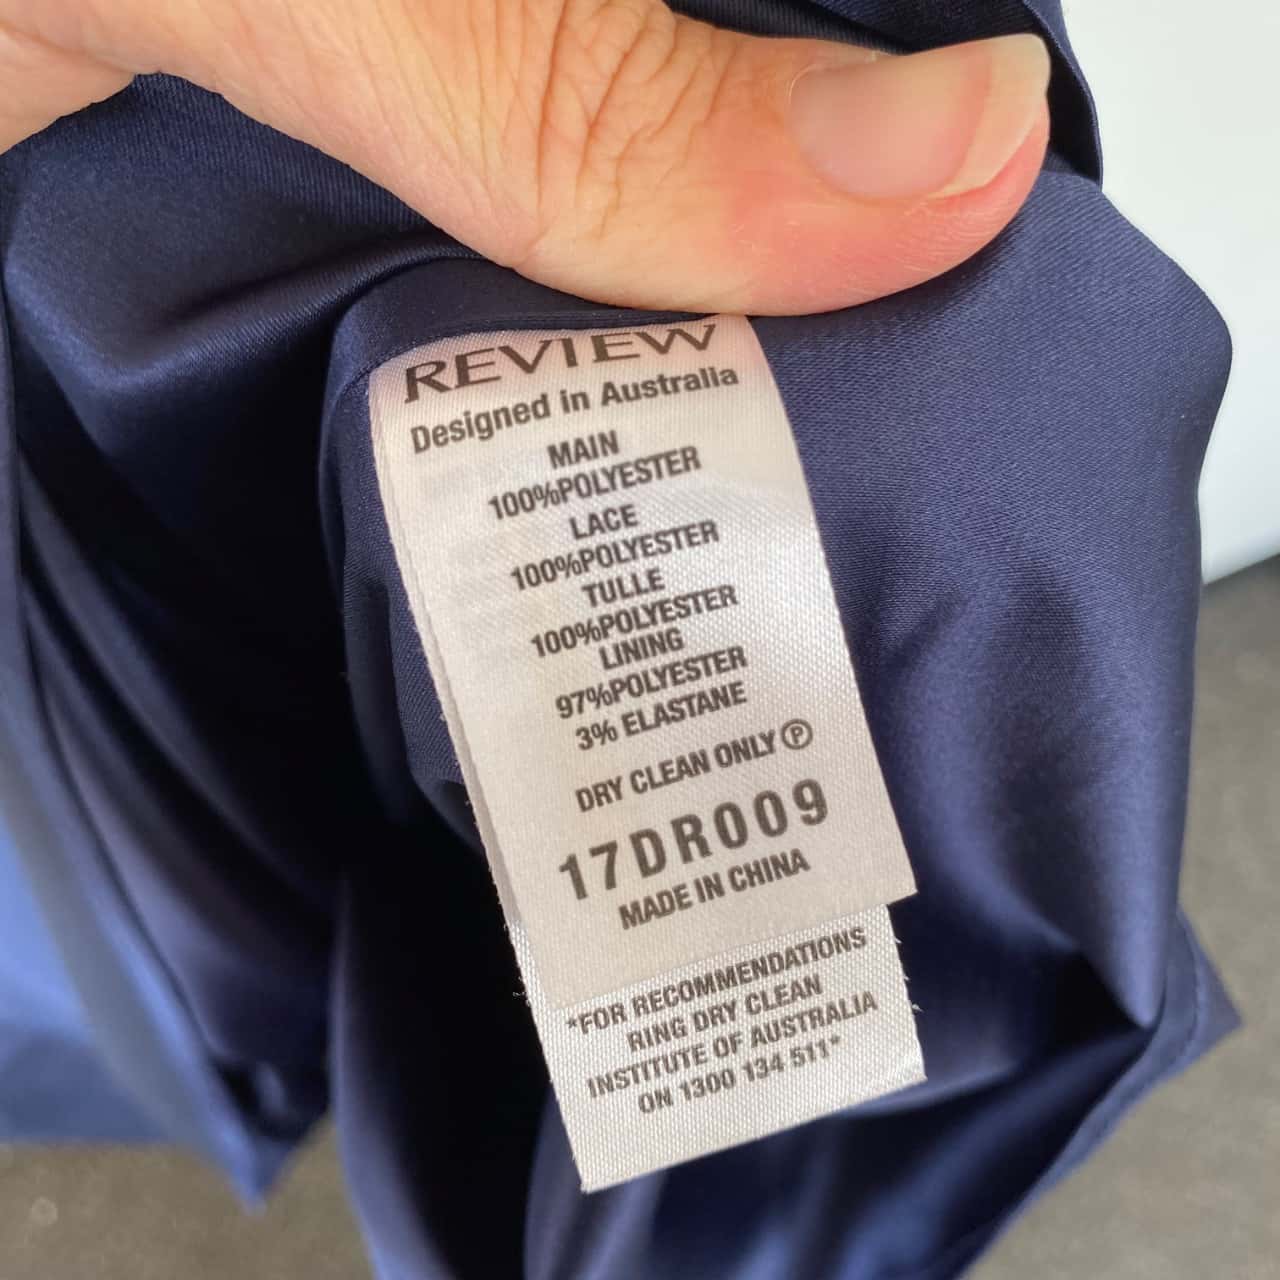 REVIEW
Designed in Australia
MAIN
100%POLYESTER
LACE
100%POLYESTER
TULLE
100%POLYESTER
LINING
97%POLYESTER
3% ELASTANE
DRY CLEAN ONLY Ⓟ
17DR009
MADE IN CHINA
*FOR RECOMMENDATIONS
RING DRY CLEAN
INSTITUTE OF AUSTRALIA
ON 1300 134 511*